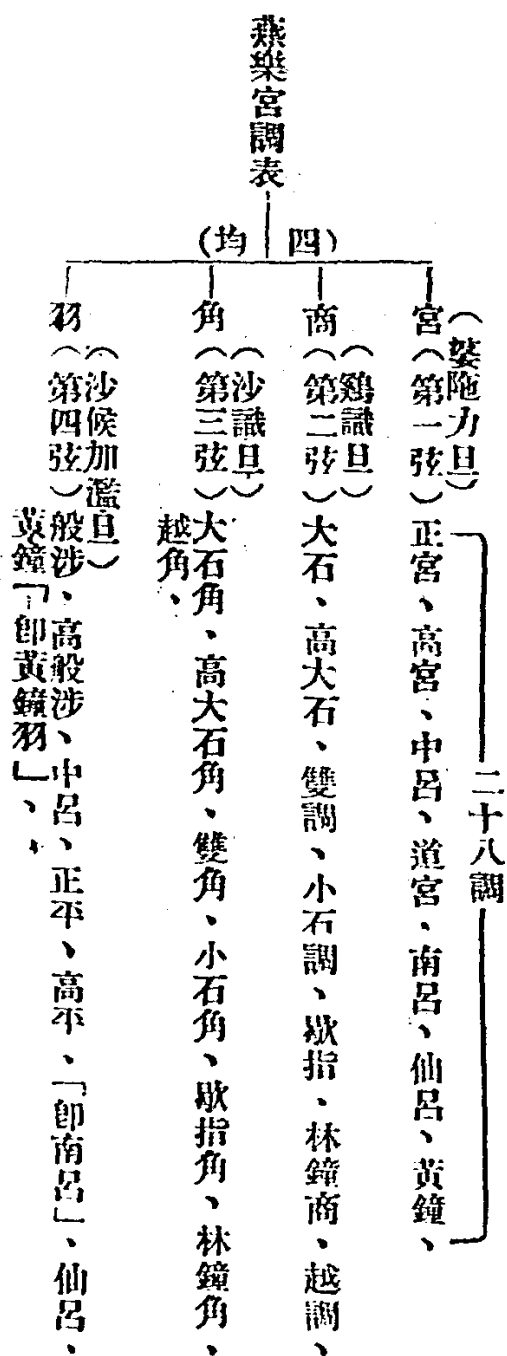 燕樂宮調表
(四均)
二十八調
(婆陁力旦)
宮(第一弦)正宮、高宮、中呂、道宮、南呂、仙呂、黃鐘、
(鷄識旦)
商(第二弦)大石、高大石、雙調、小石調、歇指、林鐘商、越調、
(沙識旦)
角(第三弦)大石角、高大石角、雙角、小石角、歇指角、林鐘角、
越角、
(沙候加濫旦)
羽(第四弦)般涉、高般涉、中呂、正平、高平、「卽南呂」、仙呂、
黃鐘「卽黃鐘羽」、